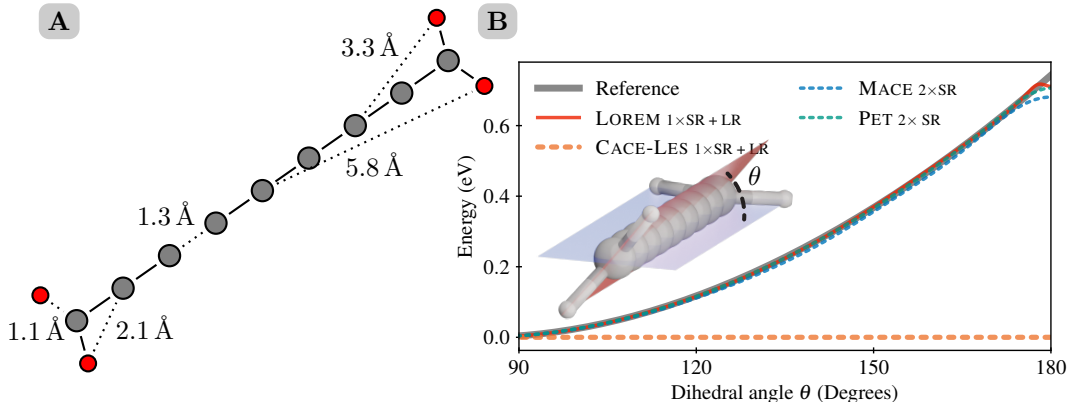 A
3.3 Å
5.8 Å
1.3 Å
1.1 Å
2.1 Å
B
Reference
LOREM 1×SR + LR
CACE-LES 1×SR + LR
MACE 2×SR
PET 2× SR
θ
Energy (eV)
0.6
0.4
0.2
0.0
90
120
150
180
Dihedral angle θ (Degrees)